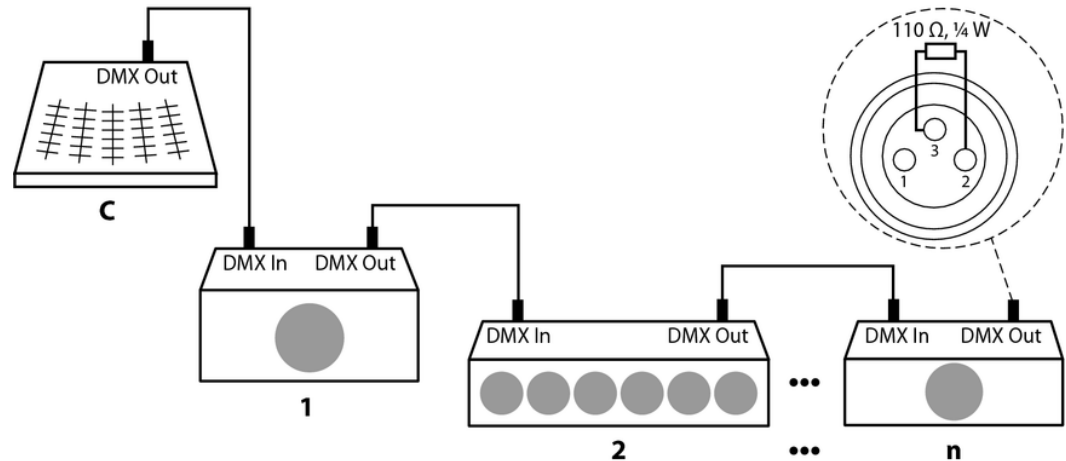 110 Ω, ¼ W
3
1
2
DMX Out
C
DMX In
DMX Out
1
DMX In
DMX Out
2
DMX In
DMX Out
n